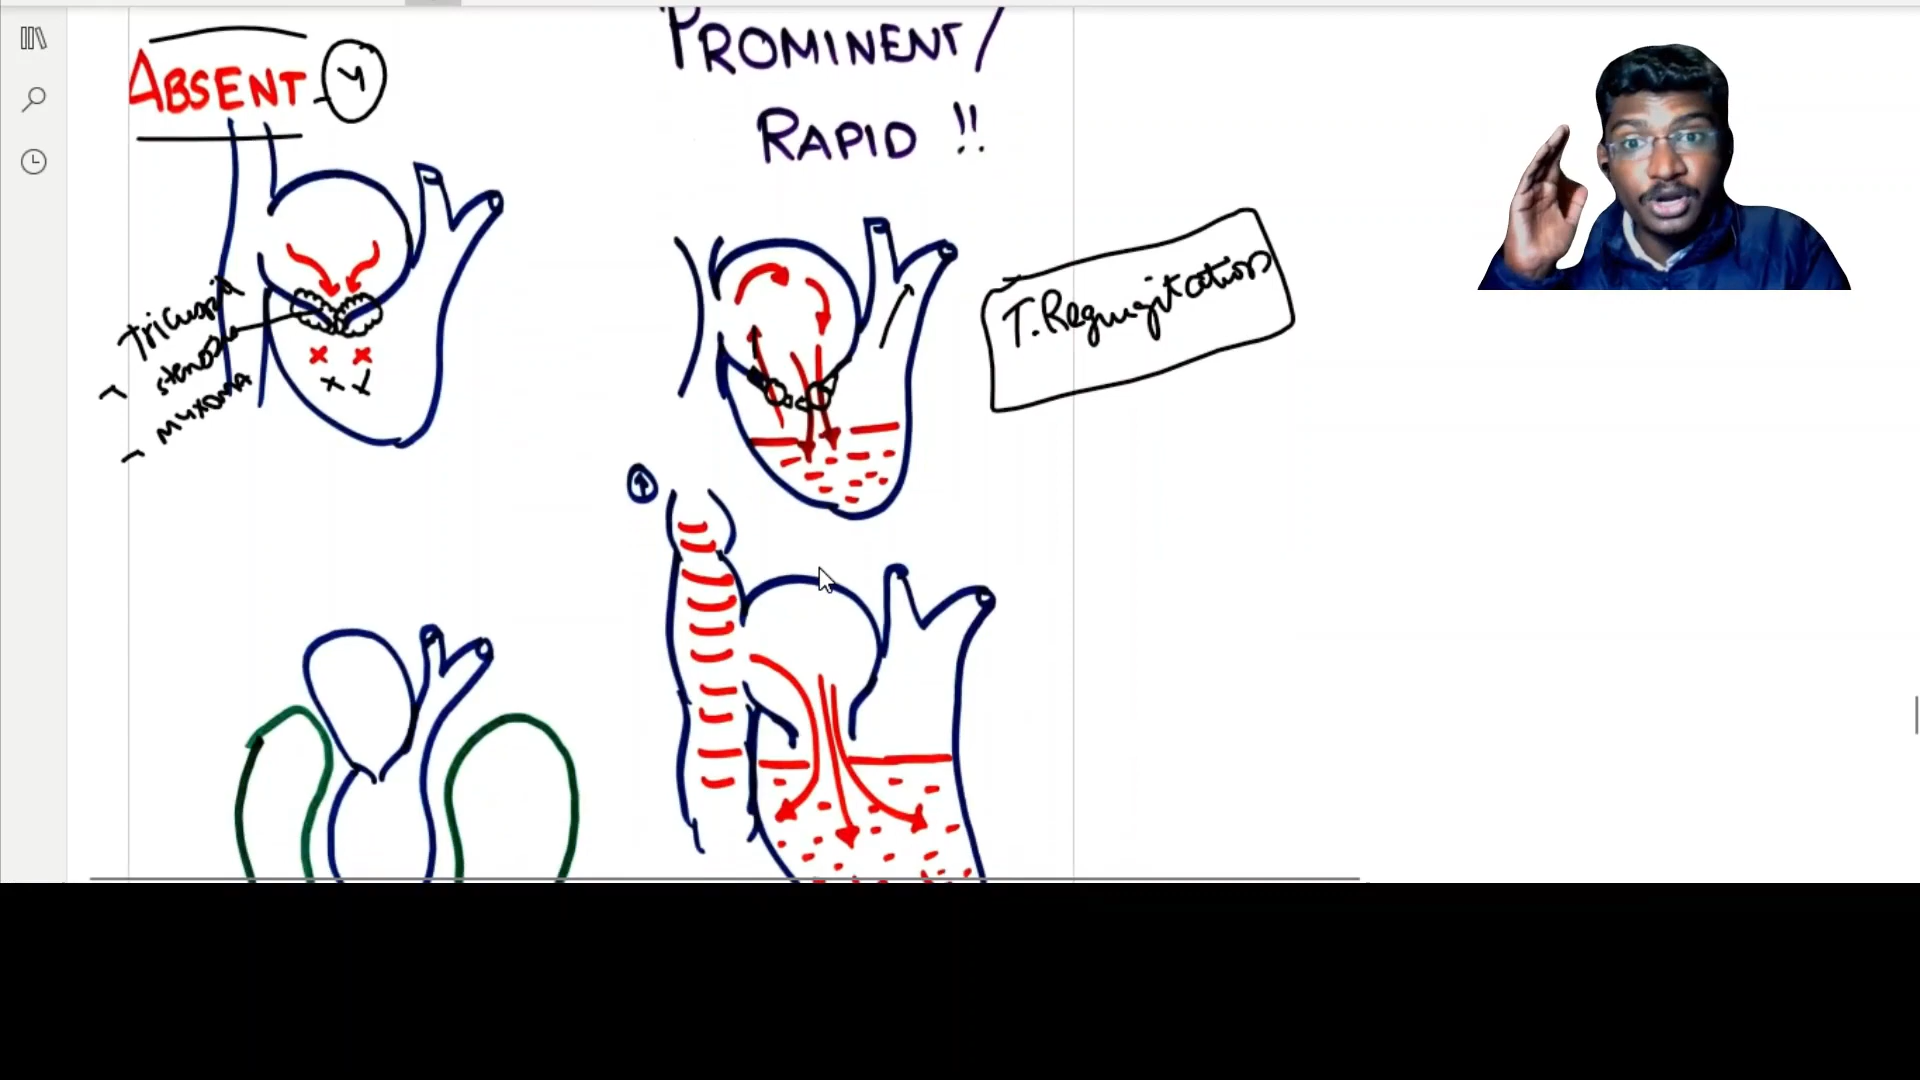 ABSENT - y
PROMINENT/
RAPID !!
Tricuspid
stenosis
- myxoma
T. Regurgitation